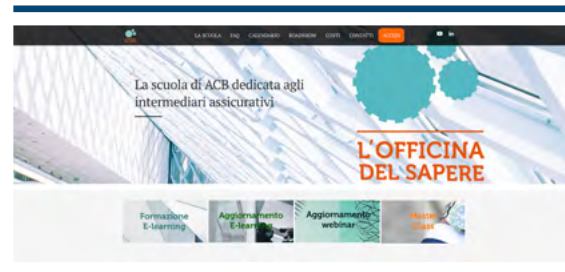 LA SCUOLA FAQ CALENDARIO ROADSHOW COSTI CONTATTI ACCEDI
La scuola di ACB dedicata agli
intermediari assicurativi
L'OFFICINA
DEL SAPERE
Formazione
E-learning
Aggiornamento
E-learning
Aggiornamento
webinar
Master
Class